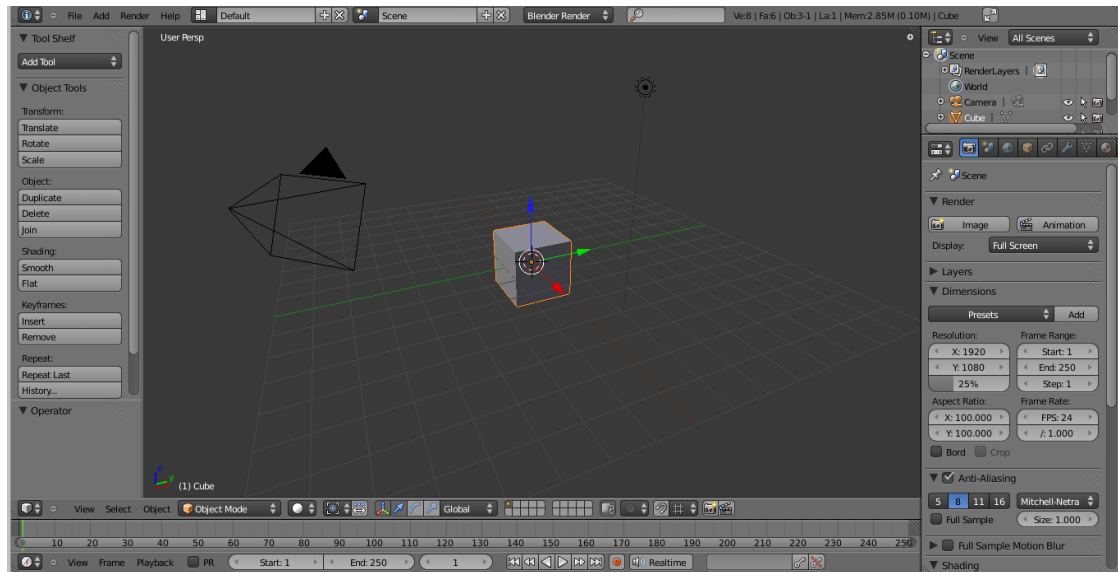 File Add Render Help Default Scene Blender Render Ve:8 | Fa:6 | Ob:3-1 | La:1 | Mem:2.85M (0.10M) | Cube
Tool Shelf
Add Tool
Object Tools
Transform:
Translate
Rotate
Scale
Object:
Duplicate
Delete
Join
Shading:
Smooth
Flat
Keyframes:
Insert
Remove
Repeat:
Repeat Last
History...
Operator
User Persp
z
y
(1) Cube
View All Scenes
Scene
RenderLayers |
World
Camera |
Cube |
Scene
Render
Image Animation
Display: Full Screen
Layers
Dimensions
Presets Add
Resolution: Frame Range:
X: 1920 Start: 1
Y: 1080 End: 250
25% Step: 1
Aspect Ratio: Frame Rate:
X: 100.000 FPS: 24
Y: 100.000 /: 1.000
Bord Crop
Anti-Aliasing
5 8 11 16 Mitchell-Netra
Full Sample Size: 1.000
Full Sample Motion Blur
Shading
View Select Object Object Mode Global
0 10 20 30 40 50 60 70 80 90 100 110 120 130 140 150 160 170 180 190 200 210 220 230 240 250
View Frame Playback PR Start: 1 End: 250 1 Realtime